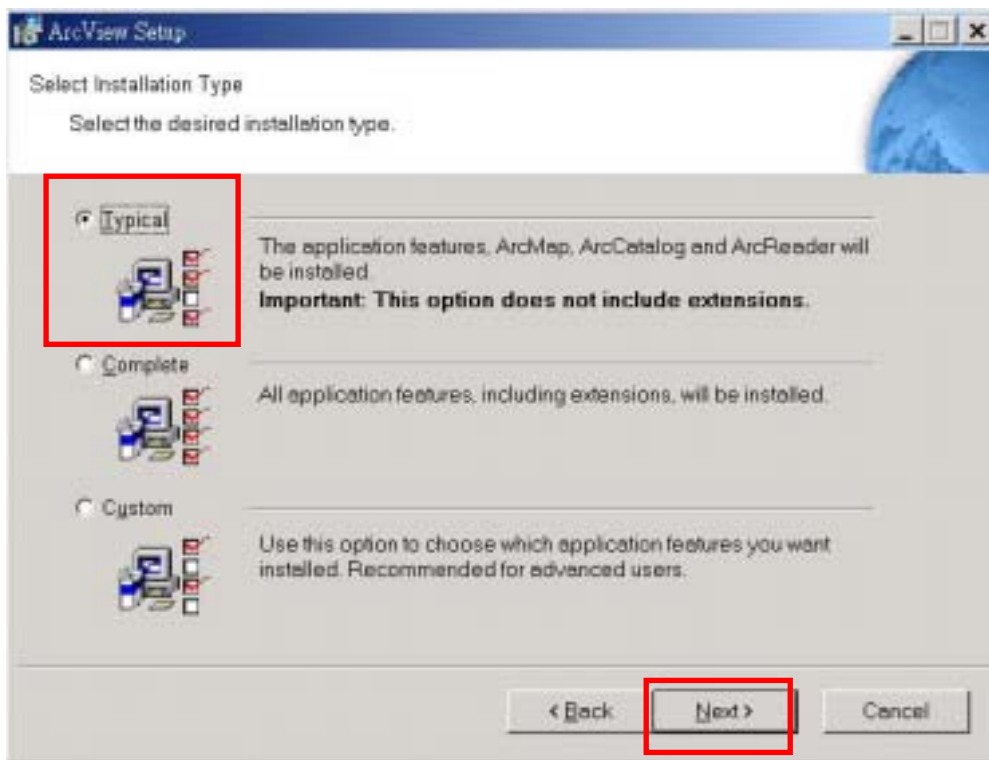 ArcView Setup
Select Installation Type
Select the desired installation type.
Typical
The application features, ArcMap, ArcCatalog and ArcReader will
be installed.
Important: This option does not include extensions.
Complete
All application features, including extensions, will be installed.
Custom
Use this option to choose which application features you want
installed. Recommended for advanced users.
< Back
Next >
Cancel